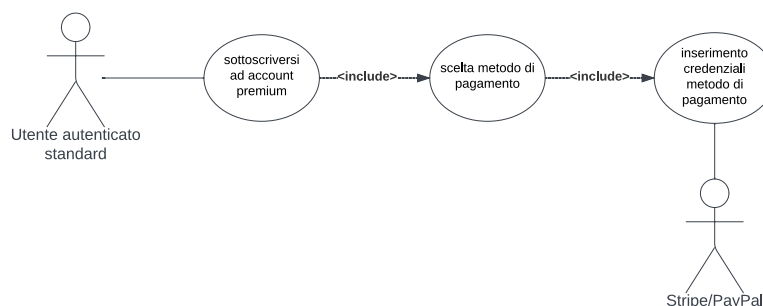 sottoscriversi
ad account
premium
<include>
scelta metodo di
pagamento
<include>
inserimento
credenziali
metodo di
pagamento
Utente autenticato
standard
Stripe/PayPal